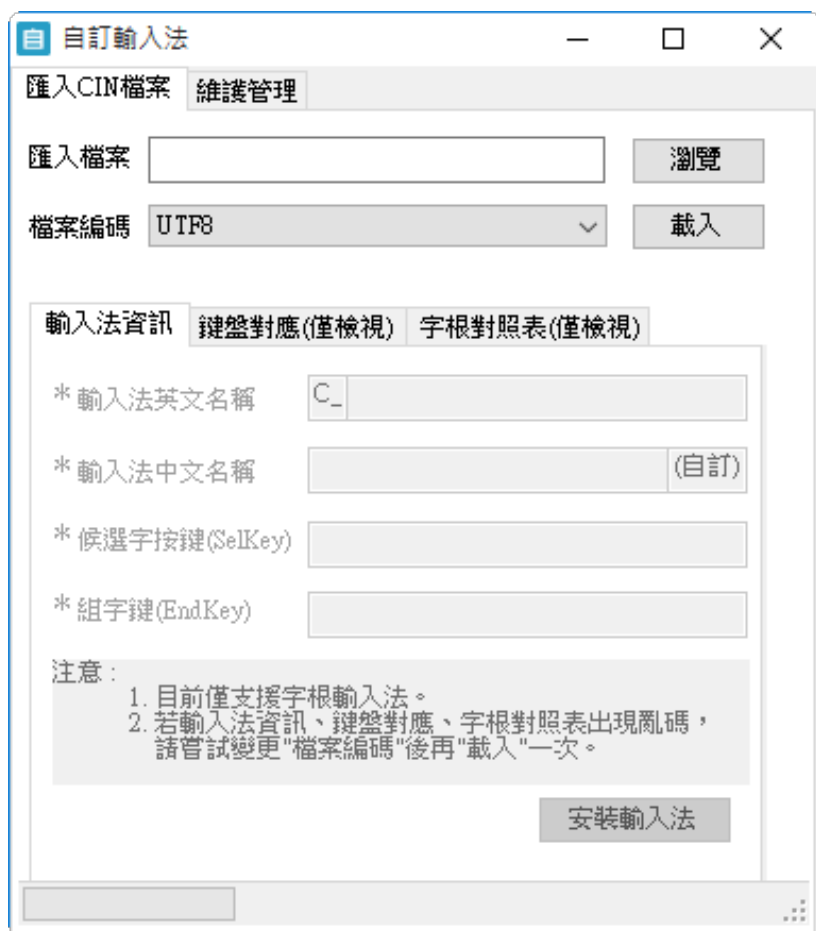 自訂輸入法
匯入CIN檔案 維護管理
匯入檔案 瀏覽
檔案編碼 UTF8 載入
輸入法資訊 鍵盤對應(僅檢視) 字根對照表(僅檢視)
*輸入法英文名稱 C_
*輸入法中文名稱 (自訂)
*候選字按鍵(SelKey)
*組字鍵(EndKey)
注意：
1. 目前僅支援字根輸入法。
2. 若輸入法資訊、鍵盤對應、字根對照表出現亂碼，
請嘗試變更"檔案編碼"後再"載入"一次。
安裝輸入法